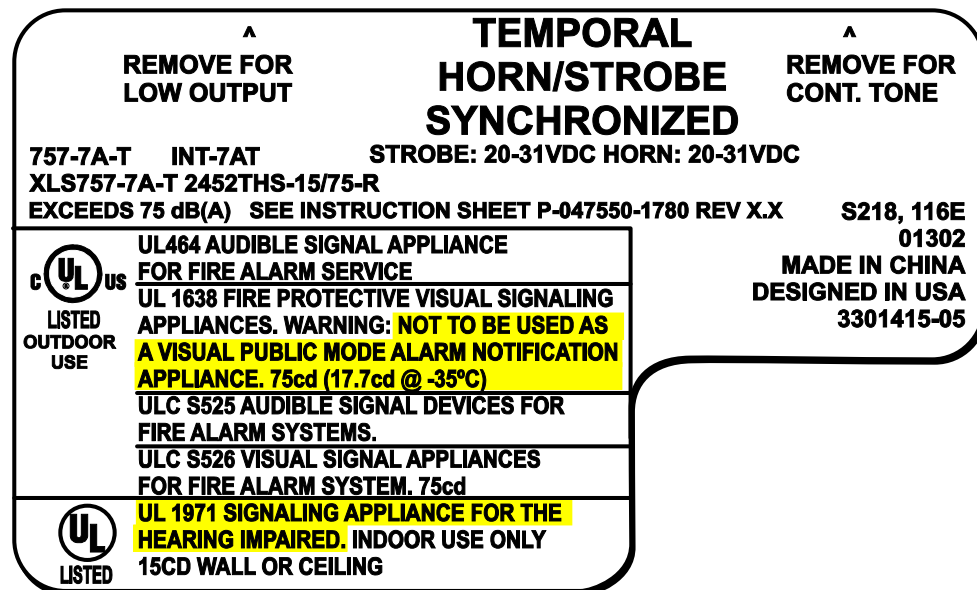 ^
REMOVE FOR
LOW OUTPUT
TEMPORAL
HORN/STROBE
SYNCHRONIZED
^
REMOVE FOR
CONT. TONE
757-7A-T INT-7AT STROBE: 20-31VDC HORN: 20-31VDC
XLS757-7A-T 2452THS-15/75-R
EXCEEDS 75 dB(A) SEE INSTRUCTION SHEET P-047550-1780 REV X.X
S218, 116E
01302
MADE IN CHINA
DESIGNED IN USA
3301415-05
C UL ® US
LISTED
OUTDOOR
USE
UL464 AUDIBLE SIGNAL APPLIANCE
FOR FIRE ALARM SERVICE
UL 1638 FIRE PROTECTIVE VISUAL SIGNALING
APPLIANCES. WARNING: NOT TO BE USED AS
A VISUAL PUBLIC MODE ALARM NOTIFICATION
APPLIANCE. 75cd (17.7cd @ -35ºC)
ULC S525 AUDIBLE SIGNAL DEVICES FOR
FIRE ALARM SYSTEMS.
ULC S526 VISUAL SIGNAL APPLIANCES
FOR FIRE ALARM SYSTEM. 75cd
UL
LISTED
UL 1971 SIGNALING APPLIANCE FOR THE
HEARING IMPAIRED. INDOOR USE ONLY
15CD WALL OR CEILING